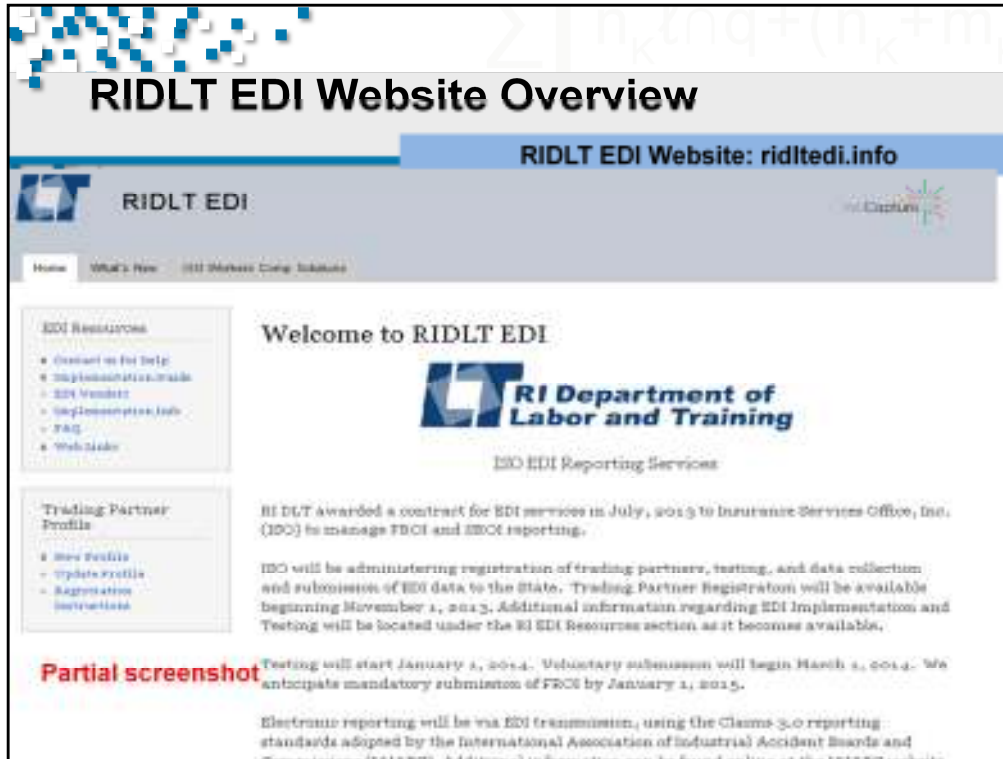 RIDLT EDI Website Overview
RIDLT EDI Website: ridltedi.info
RIDLT EDI
Capture
Home What's New ISO Workers Comp Solutions
EDI Resources
Contact us for help
Implementation Guide
EDI Vendors
Implementation Info
FAQ
Web Links
Trading Partner
Profile
New Profile
Update Profile
Registration
Instructions
Welcome to RIDLT EDI
RI Department of
Labor and Training
ISO EDI Reporting Services
RI DLT awarded a contract for EDI services in July, 2013 to Insurance Services Office, Inc.
(ISO) to manage FROI and SROI reporting.
ISO will be administering registration of trading partners, testing, and data collection
and submission of EDI data to the State. Trading Partner Registration will be available
beginning November 1, 2013. Additional information regarding EDI Implementation and
Testing will be located under the RI EDI Resources section as it becomes available.
Partial screenshot
Testing will start January 2, 2014. Voluntary submission will begin March 1, 2014. We
anticipate mandatory submission of FROI by January 1, 2015.
Electronic reporting will be via EDI transmission, using the Claims 3.0 reporting
standards adopted by the International Association of Industrial Accident Boards and